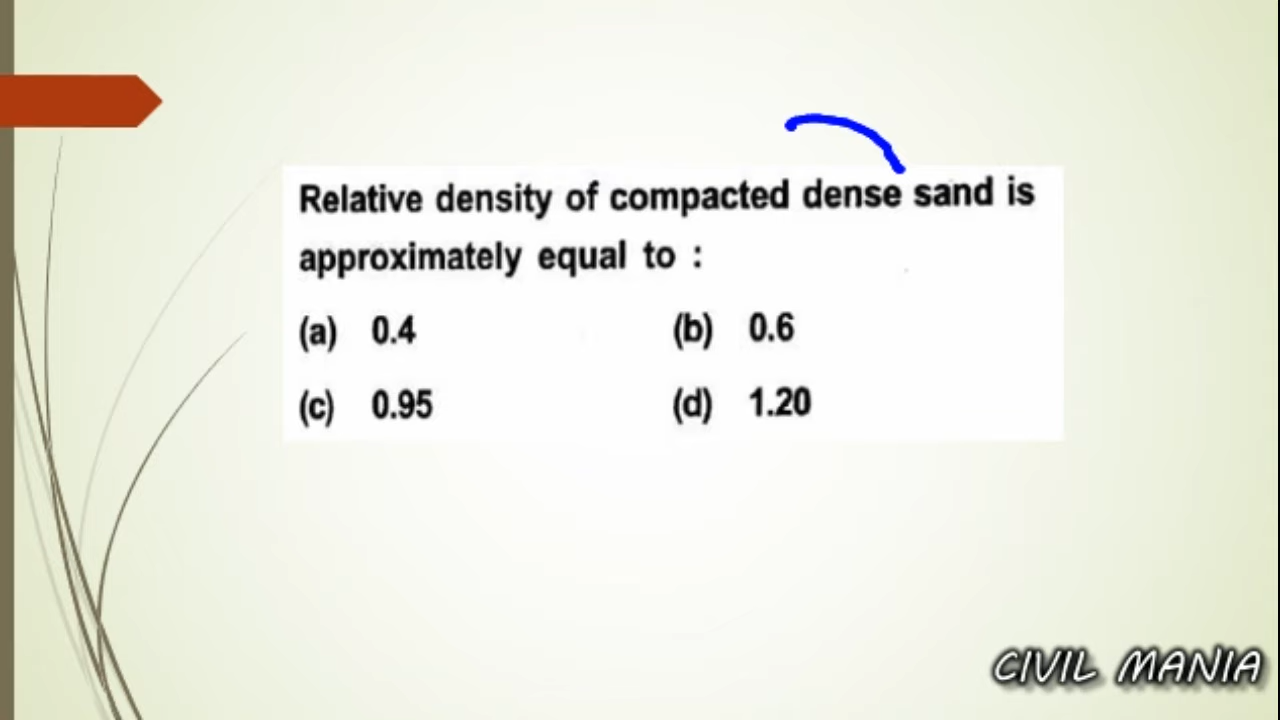 Relative density of compacted dense sand is
approximately equal to :
(a) 0.4 (b) 0.6
(c) 0.95 (d) 1.20
CIVIL MANIA